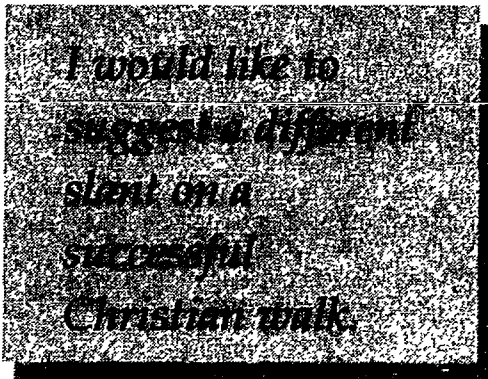 I would like to
suggest a different
slant on a
successful
Christian walk.